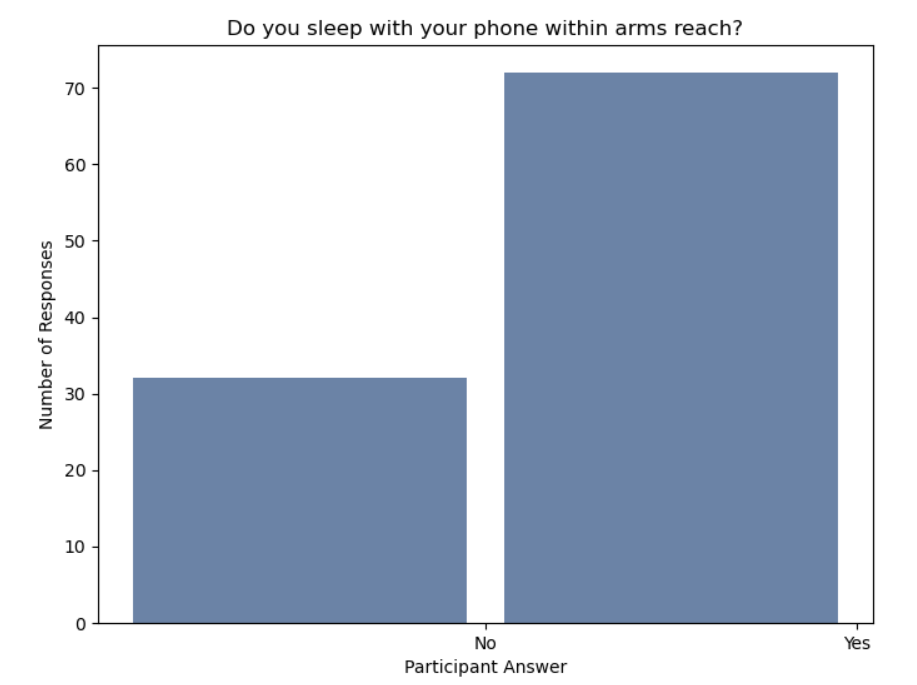 Do you sleep with your phone within arms reach?
Number of Responses
70
60
50
40
30
20
10
0
No
Yes
Participant Answer